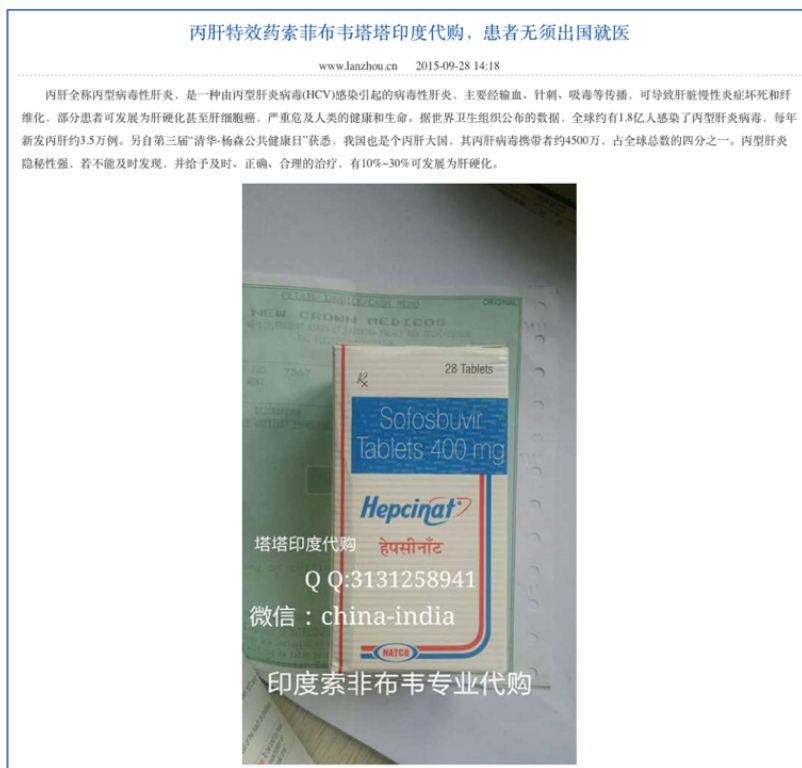 丙肝特效药索菲布韦塔塔印度代购，患者无须出国就医
www.lanzhou.cn 2015-09-28 14:18
丙肝全称丙型病毒性肝炎，是一种由丙型肝炎病毒(HCV)感染引起的病毒性肝炎，主要经输血、针刺、吸毒等传播，可导致肝脏慢性炎症坏死和纤
维化，部分患者可发展为肝硬化甚至肝细胞癌，严重危及人类的健康和生命。据世界卫生组织公布的数据，全球约有1.8亿人感染了丙型肝炎病毒，每年
新发丙肝约3.5万例。另自第三届“清华-杨森公共健康日”获悉，我国也是个丙肝大国，其丙肝病毒携带者约4500万，占全球总数的四分之一。丙型肝炎
隐秘性强，若不能及时发现，并给予及时、正确、合理的治疗，有10%~30%可发展为肝硬化。
ORIGINAL
NEW CROWN MEDICOS
7567
28 Tablets
Rx
Sofosbuvir
Tablets 400 mg
Hepcinat
हेपसीनाँट
塔塔印度代购
Q Q:3131258941
微信：china-india
NATCO
印度索非布韦专业代购